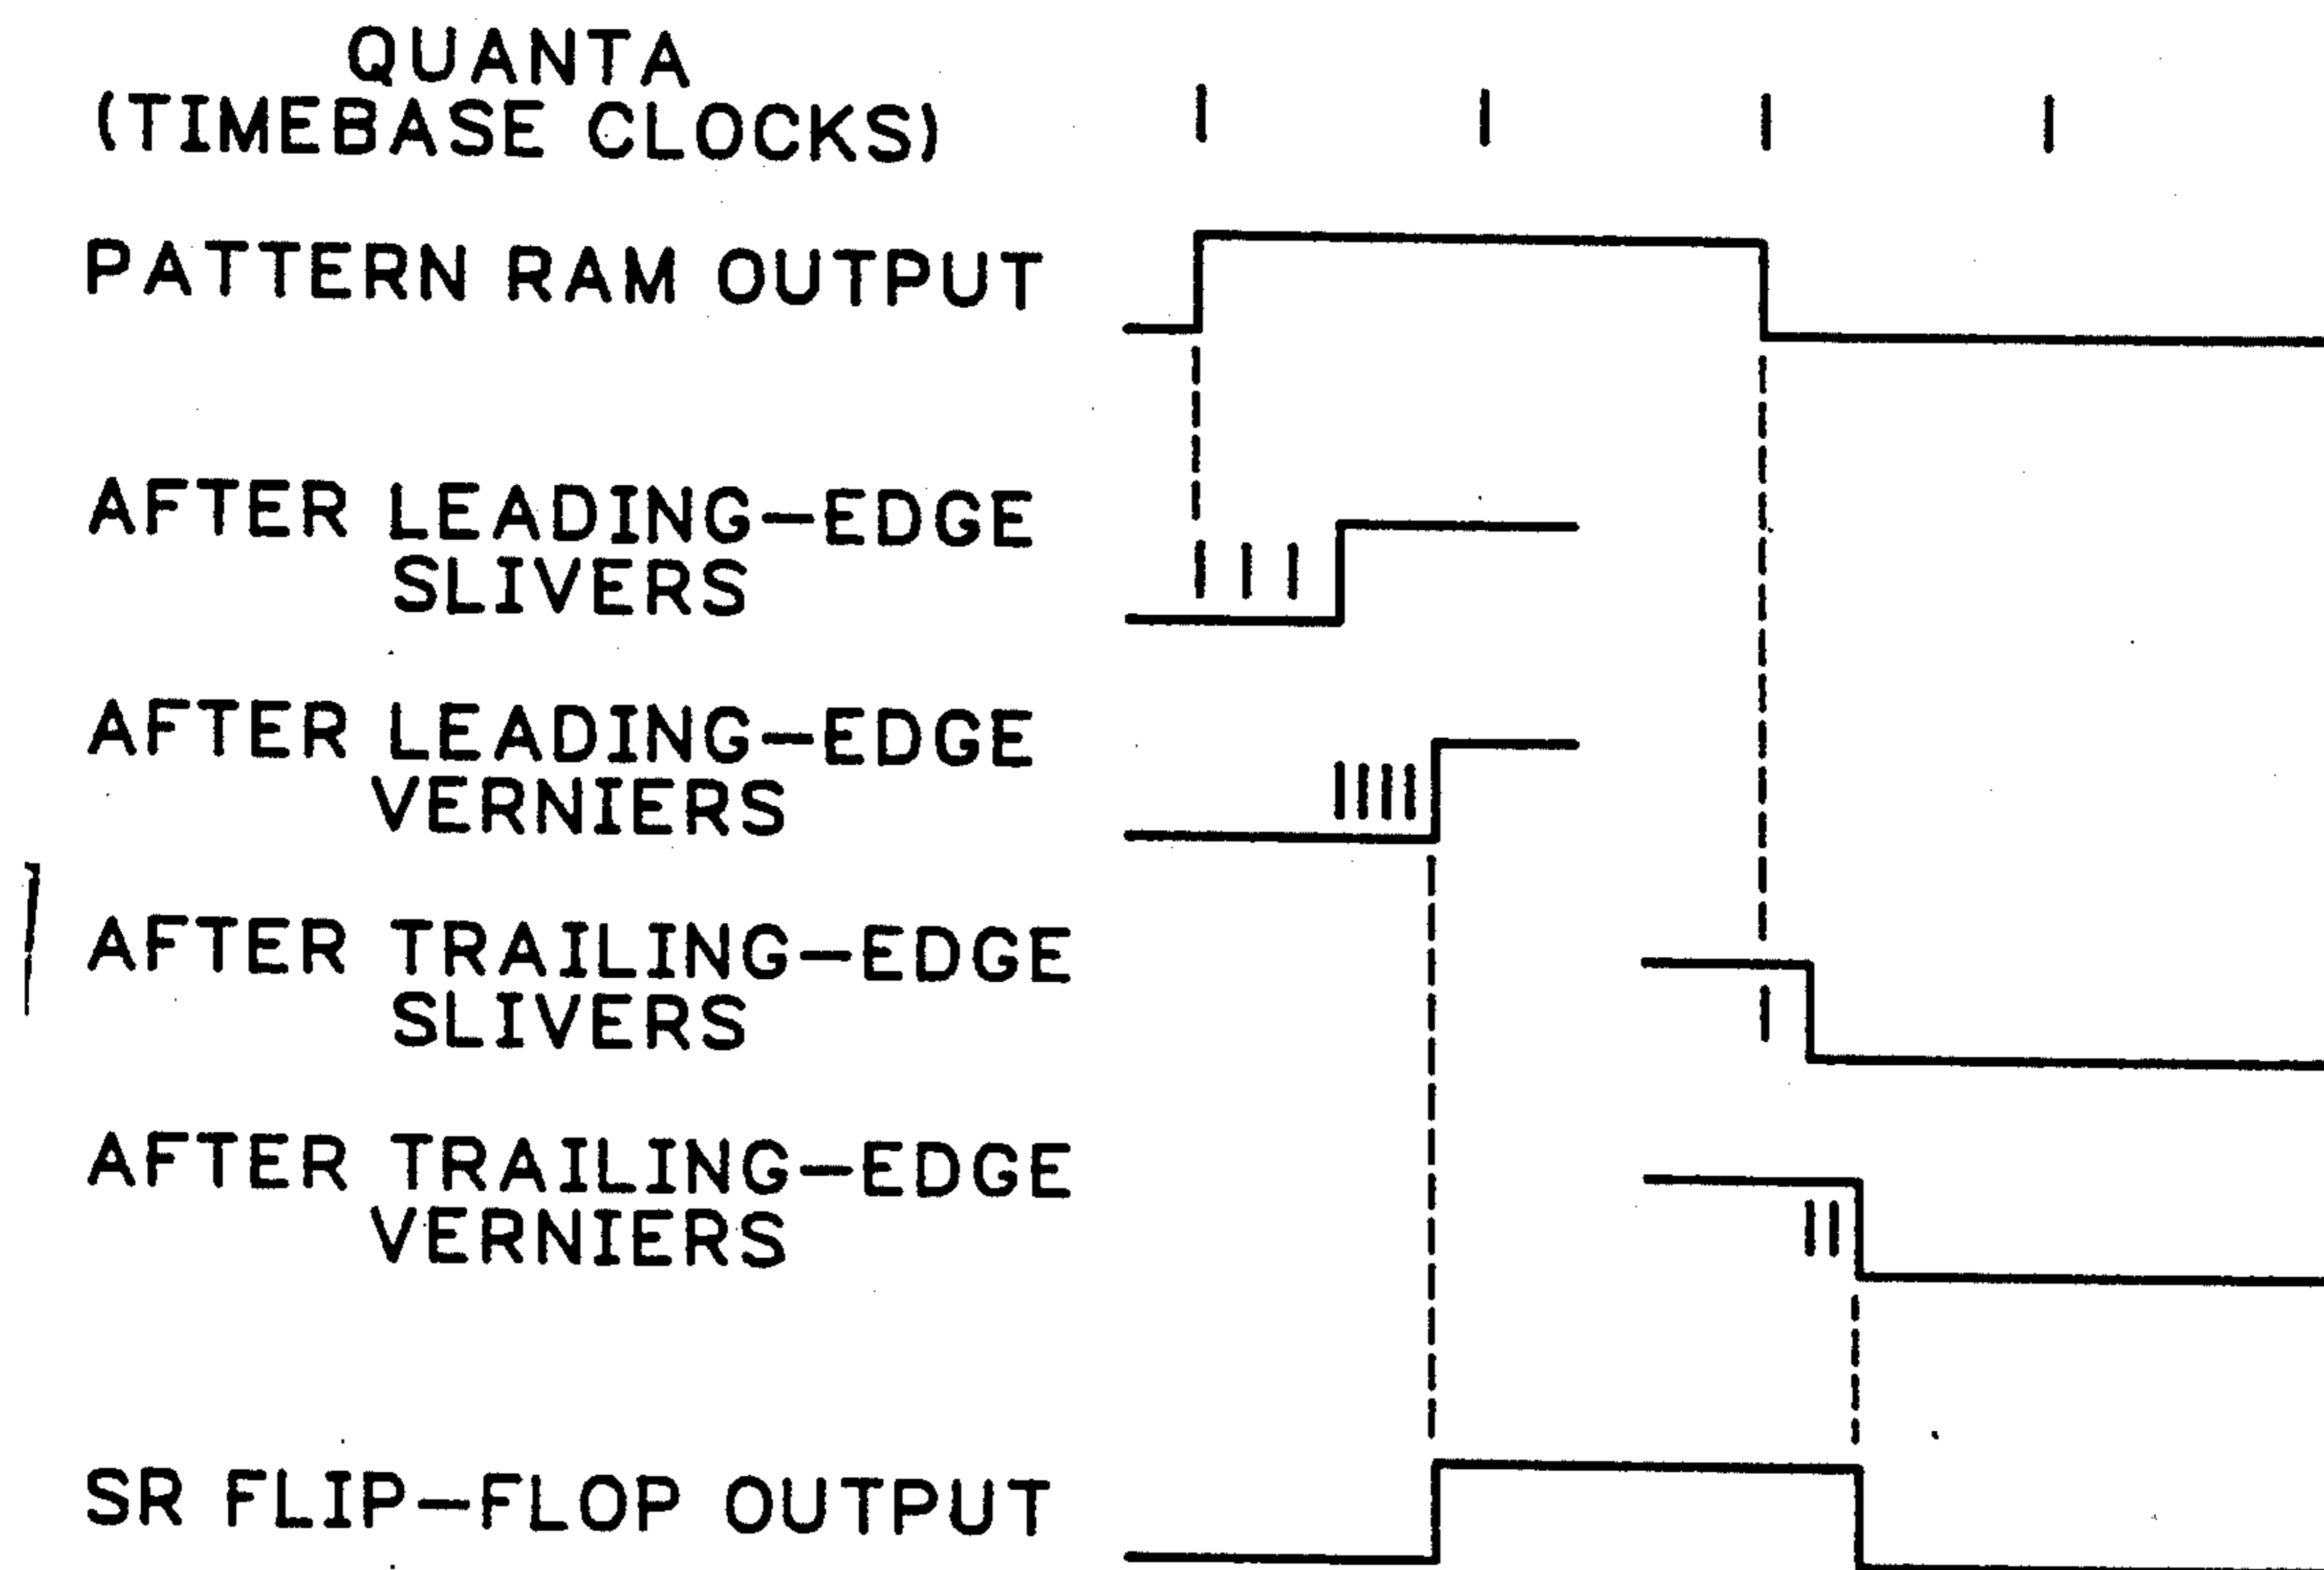 QUANTA
(TIMEBASE CLOCKS)
PATTERN RAM OUTPUT
AFTER LEADING-EDGE
SLIVERS
AFTER LEADING-EDGE
VERNIERS
AFTER TRAILING-EDGE
SLIVERS
AFTER TRAILING-EDGE
VERNIERS
SR FLIP-FLOP OUTPUT